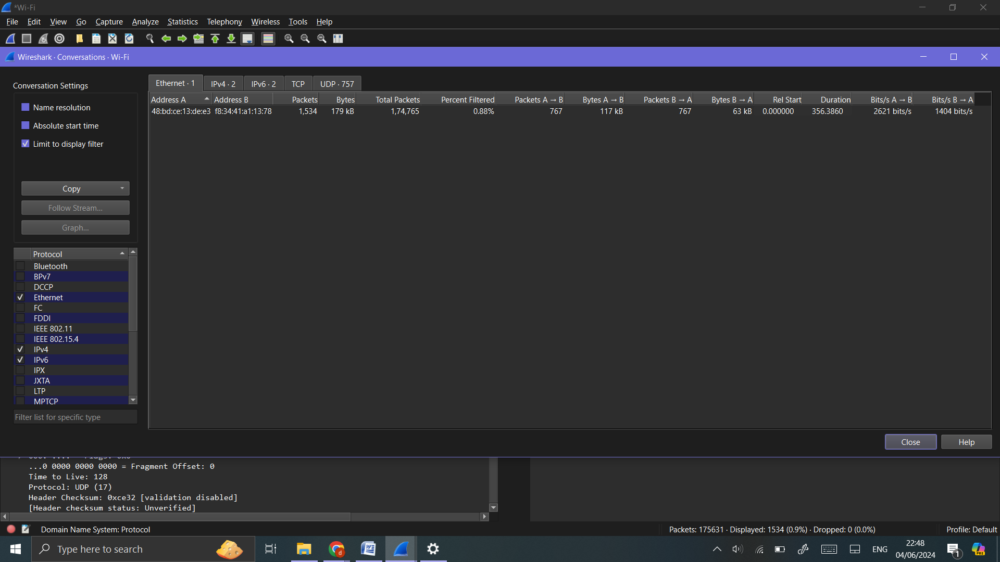 *Wi-Fi
File Edit View Go Capture Analyze Statistics Telephony Wireless Tools Help
Wireshark · Conversations · Wi-Fi
Conversation Settings
Name resolution
Absolute start time
Limit to display filter
Copy
Follow Stream...
Graph...
Protocol
Bluetooth
BPv7
DCCP
Ethernet
FC
FDDI
IEEE 802.11
IEEE 802.15.4
IPv4
IPv6
IPX
JXTA
LTP
MPTCP
Filter list for specific type
Ethernet · 1 IPv4 · 2 IPv6 · 2 TCP UDP · 757
Address A Address B Packets Bytes Total Packets Percent Filtered Packets A → B Bytes A → B Packets B → A Bytes B → A Rel Start Duration Bits/s A → B Bits/s B → A
48:bd:ce:13:de:e3 f8:34:41:a1:13:78 1,534 179 kB 1,74,765 0.88% 767 117 kB 767 63 kB 0.000000 356.3860 2621 bits/s 1404 bits/s
Close Help
...0 0000 0000 0000 = Fragment Offset: 0
Time to Live: 128
Protocol: UDP (17)
Header Checksum: 0xce32 [validation disabled]
[Header checksum status: Unverified]
Domain Name System: Protocol
Packets: 175631 · Displayed: 1534 (0.9%) · Dropped: 0 (0.0%)
Profile: Default
Type here to search
d
ENG
22:48
04/06/2024
1
PRE